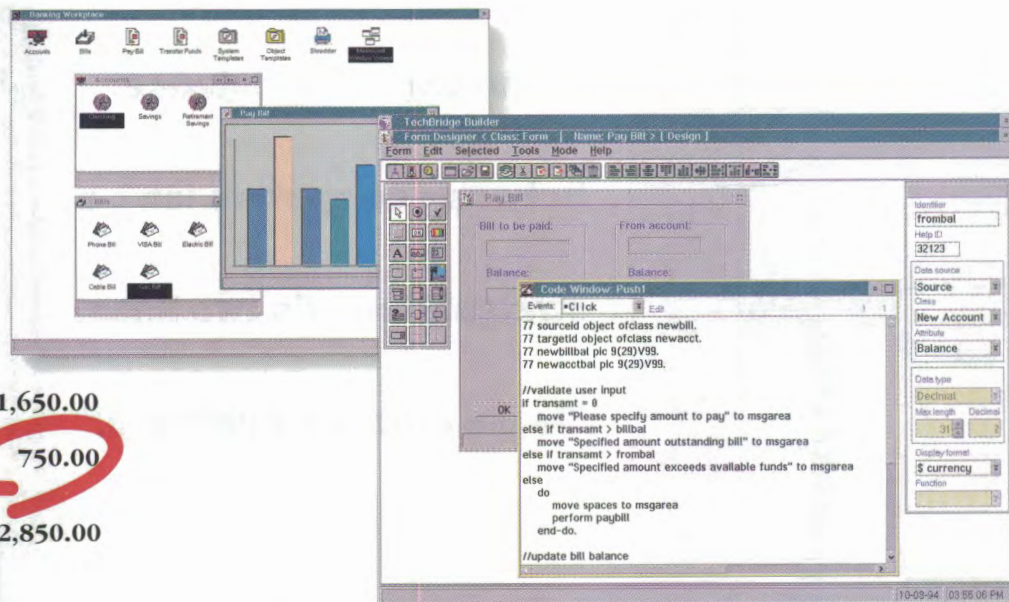 Banking Workplace
Accounts
Bills
Pay Bill
Transfer Funds
System Templates
Object Templates
Shredder
Accounts
Checking
Savings
Retirement Savings
Bills
Phone Bill
VISA Bill
Electric Bill
Cable Bill
Gas Bill
Pay Bill
1,650.00
750.00
2,850.00
TechBridge Builder
Form Designer < Class: Form | Name: Pay Bill > [ Design ]
Form Edit Selected Tools Mode Help
Pay Bill
Bill to be paid:
From account:
Balance:
Balance:
OK
Code Window: Push1
Events: *Click Edit
77 sourceid object ofclass newbill.
77 targetid object ofclass newacct.
77 newbillbal pic 9(29)V99.
77 newacctbal pic 9(29)V99.
//validate user input
if transamt = 0
move "Please specify amount to pay" to msgarea
else if transamt > billbal
move "Specified amount outstanding bill" to msgarea
else if transamt > frombal
move "Specified amount exceeds available funds" to msgarea
else
do
move spaces to msgarea
perform paybill
end-do.
//update bill balance
Identifier
frombal
Help ID
32123
Data source
Source
Class
New Account
Attribute
Balance
Data type
Decimal
Max length Decimal
31 2
Display format
$ currency
Function
10-03-94 03:55:06 PM